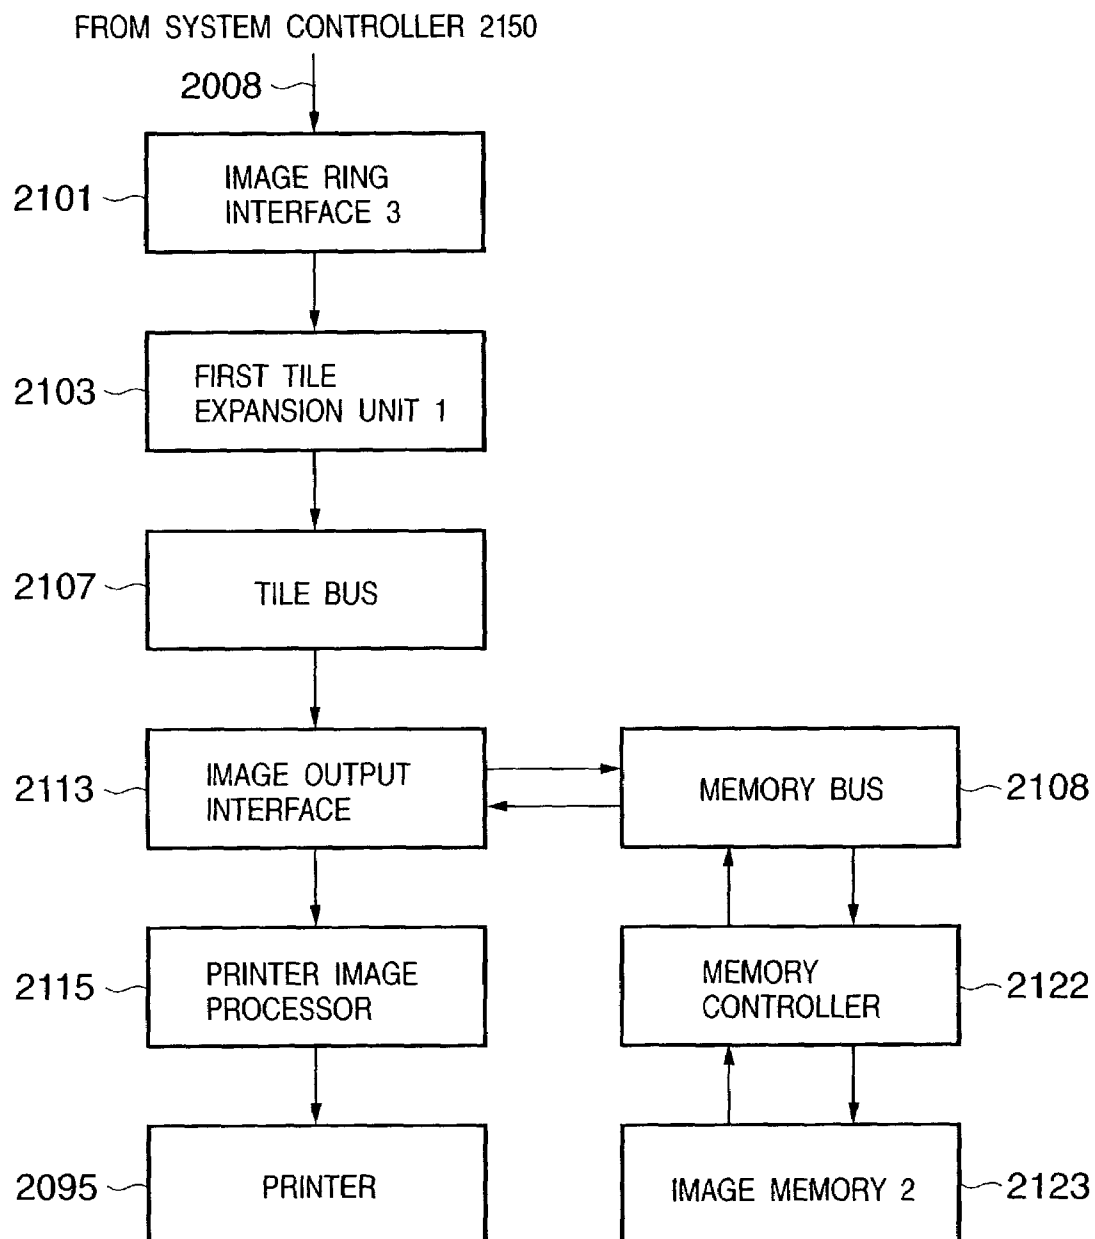 FROM SYSTEM CONTROLLER 2150
2008
2101
IMAGE RING
INTERFACE 3
2103
FIRST TILE
EXPANSION UNIT 1
2107
TILE BUS
2113
IMAGE OUTPUT
INTERFACE
MEMORY BUS
2108
2115
PRINTER IMAGE
PROCESSOR
MEMORY
CONTROLLER
2122
2095
PRINTER
IMAGE MEMORY 2
2123